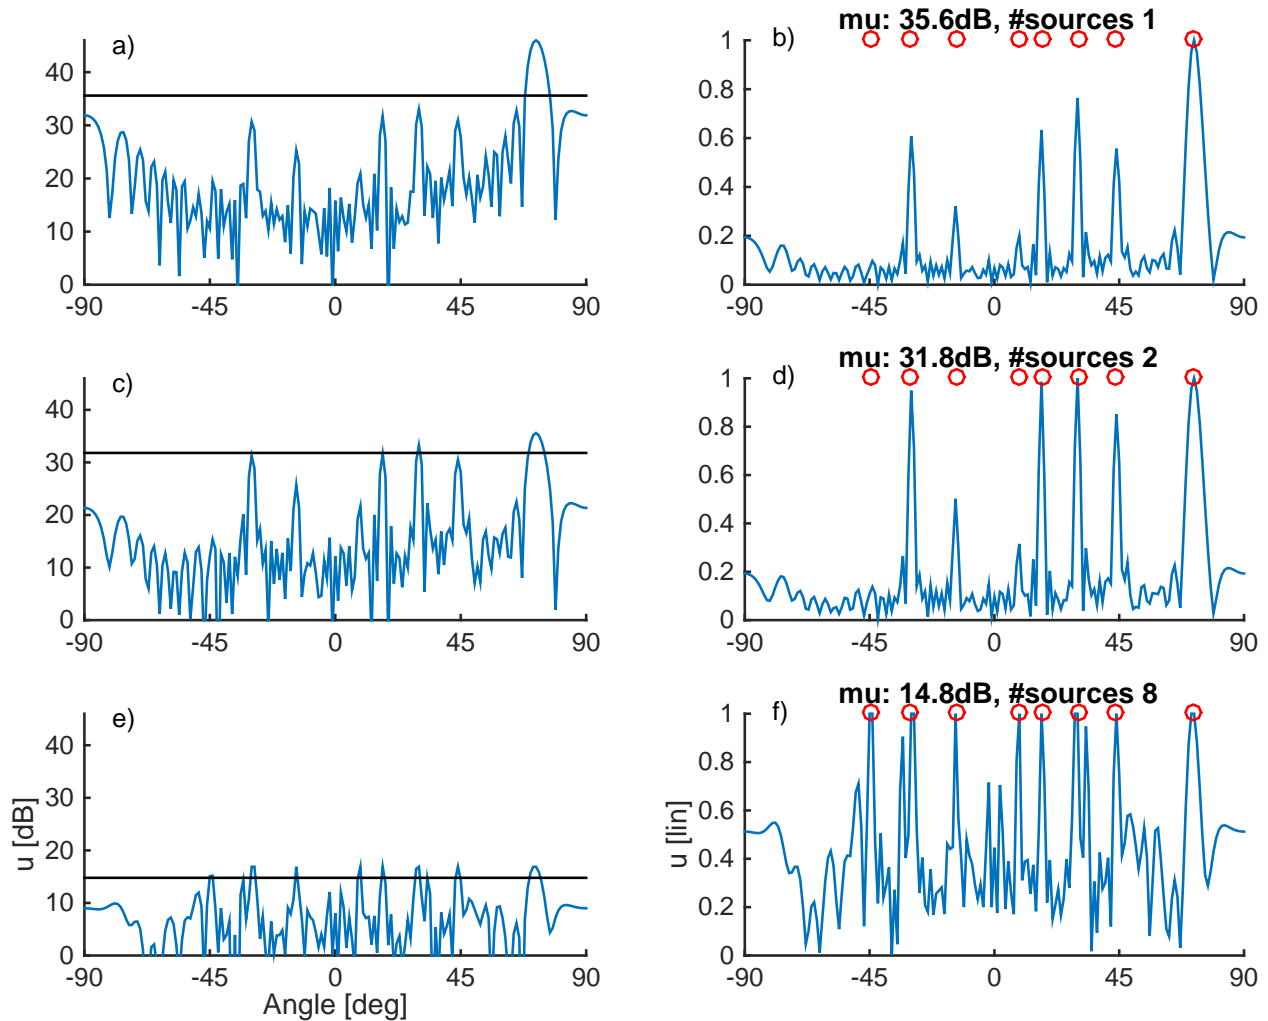 mu: 35.6dB, #sources 1
a)
b)
40
30
20
10
0
-90 -45 0 45 90
1
0.8
0.6
0.4
0.2
0
-90 -45 0 45 90
mu: 31.8dB, #sources 2
c)
d)
40
30
20
10
0
-90 -45 0 45 90
1
0.8
0.6
0.4
0.2
0
-90 -45 0 45 90
mu: 14.8dB, #sources 8
e)
f)
40
30
20
10
0
u [dB]
-90 -45 0 45 90
Angle [deg]
1
0.8
0.6
0.4
0.2
0
u [lin]
-90 -45 0 45 90